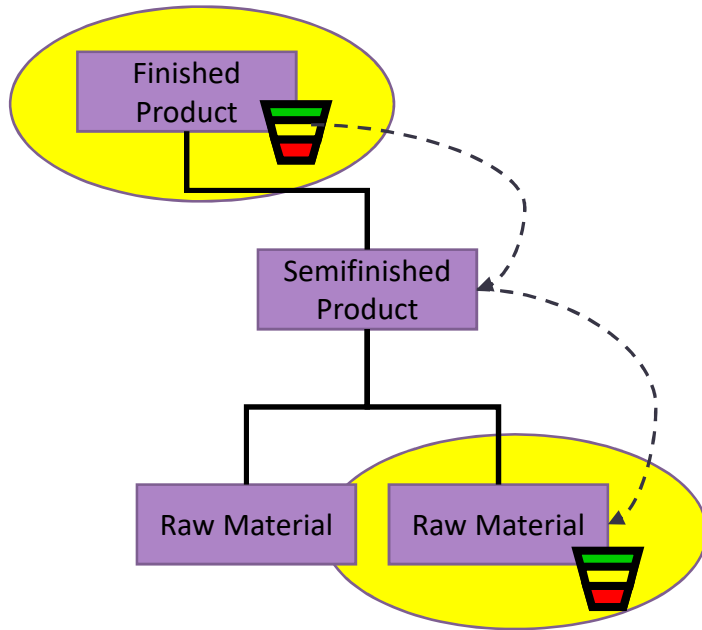 Finished
Product
Semifinished
Product
Raw Material
Raw Material